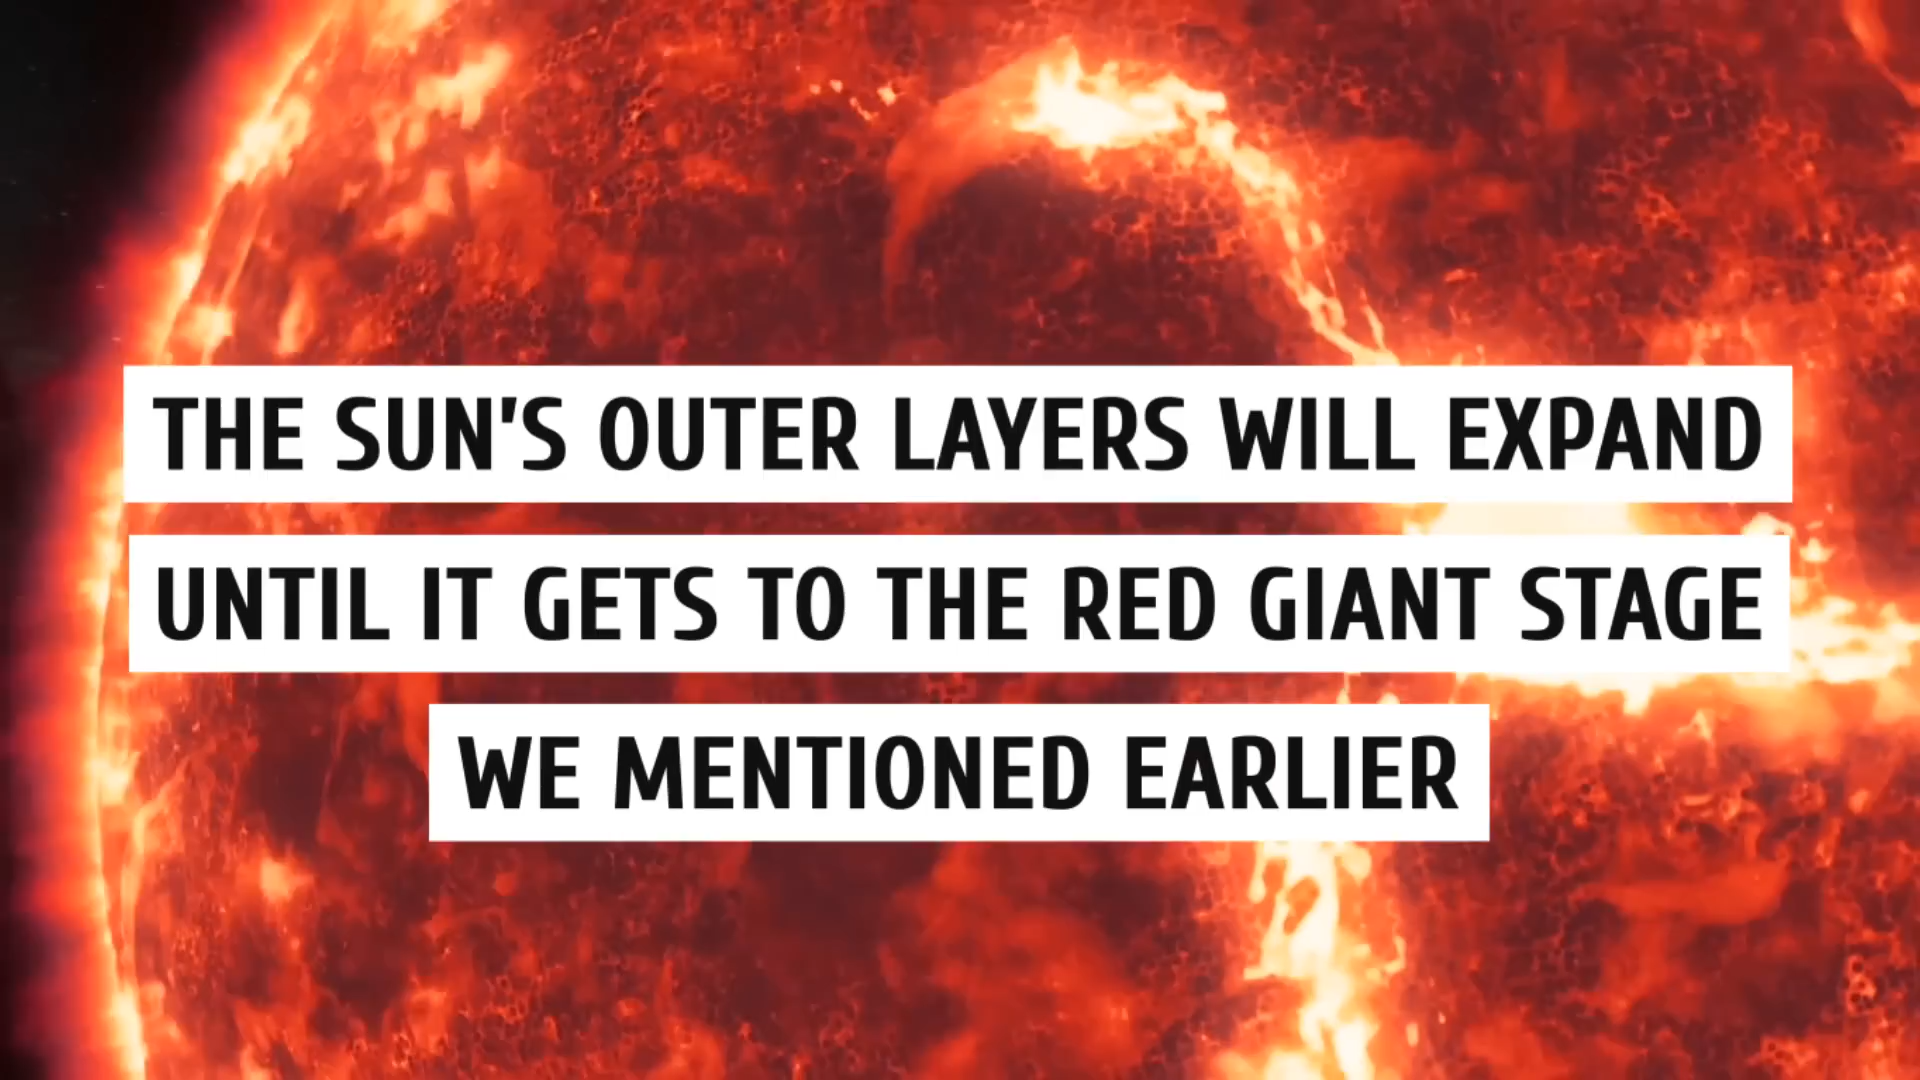 THE SUN'S OUTER LAYERS WILL EXPAND
UNTIL IT GETS TO THE RED GIANT STAGE
WE MENTIONED EARLIER